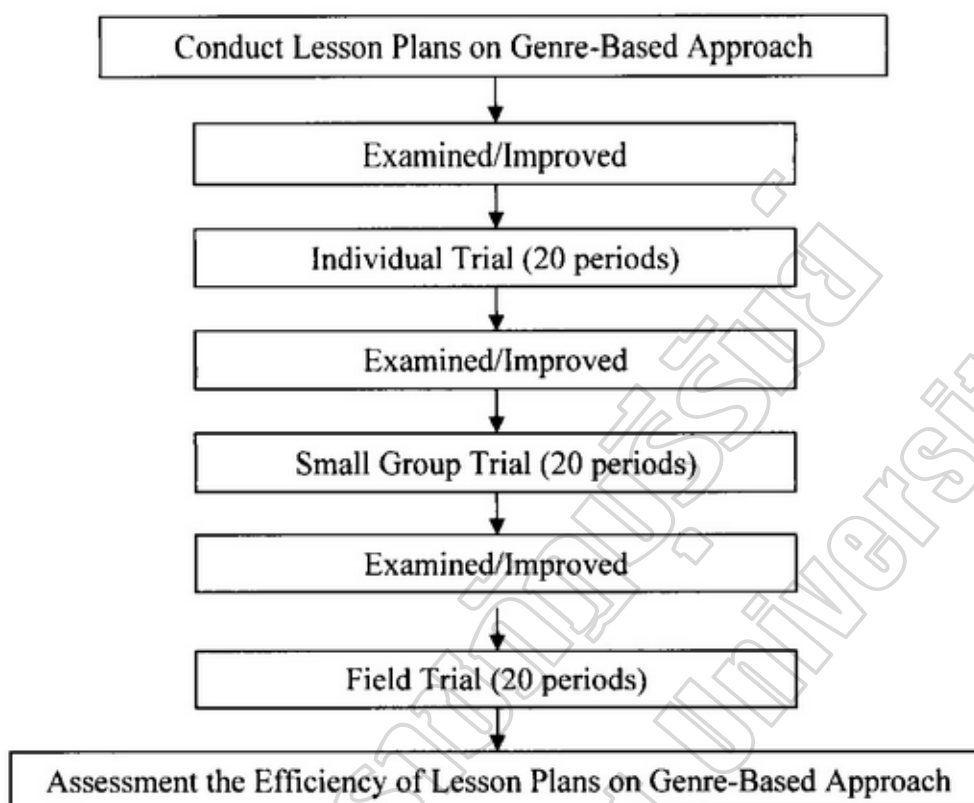 Conduct Lesson Plans on Genre-Based Approach
Examined/Improved
Individual Trial (20 periods)
Examined/Improved
Small Group Trial (20 periods)
Examined/Improved
Field Trial (20 periods)
Assessment the Efficiency of Lesson Plans on Genre-Based Approach